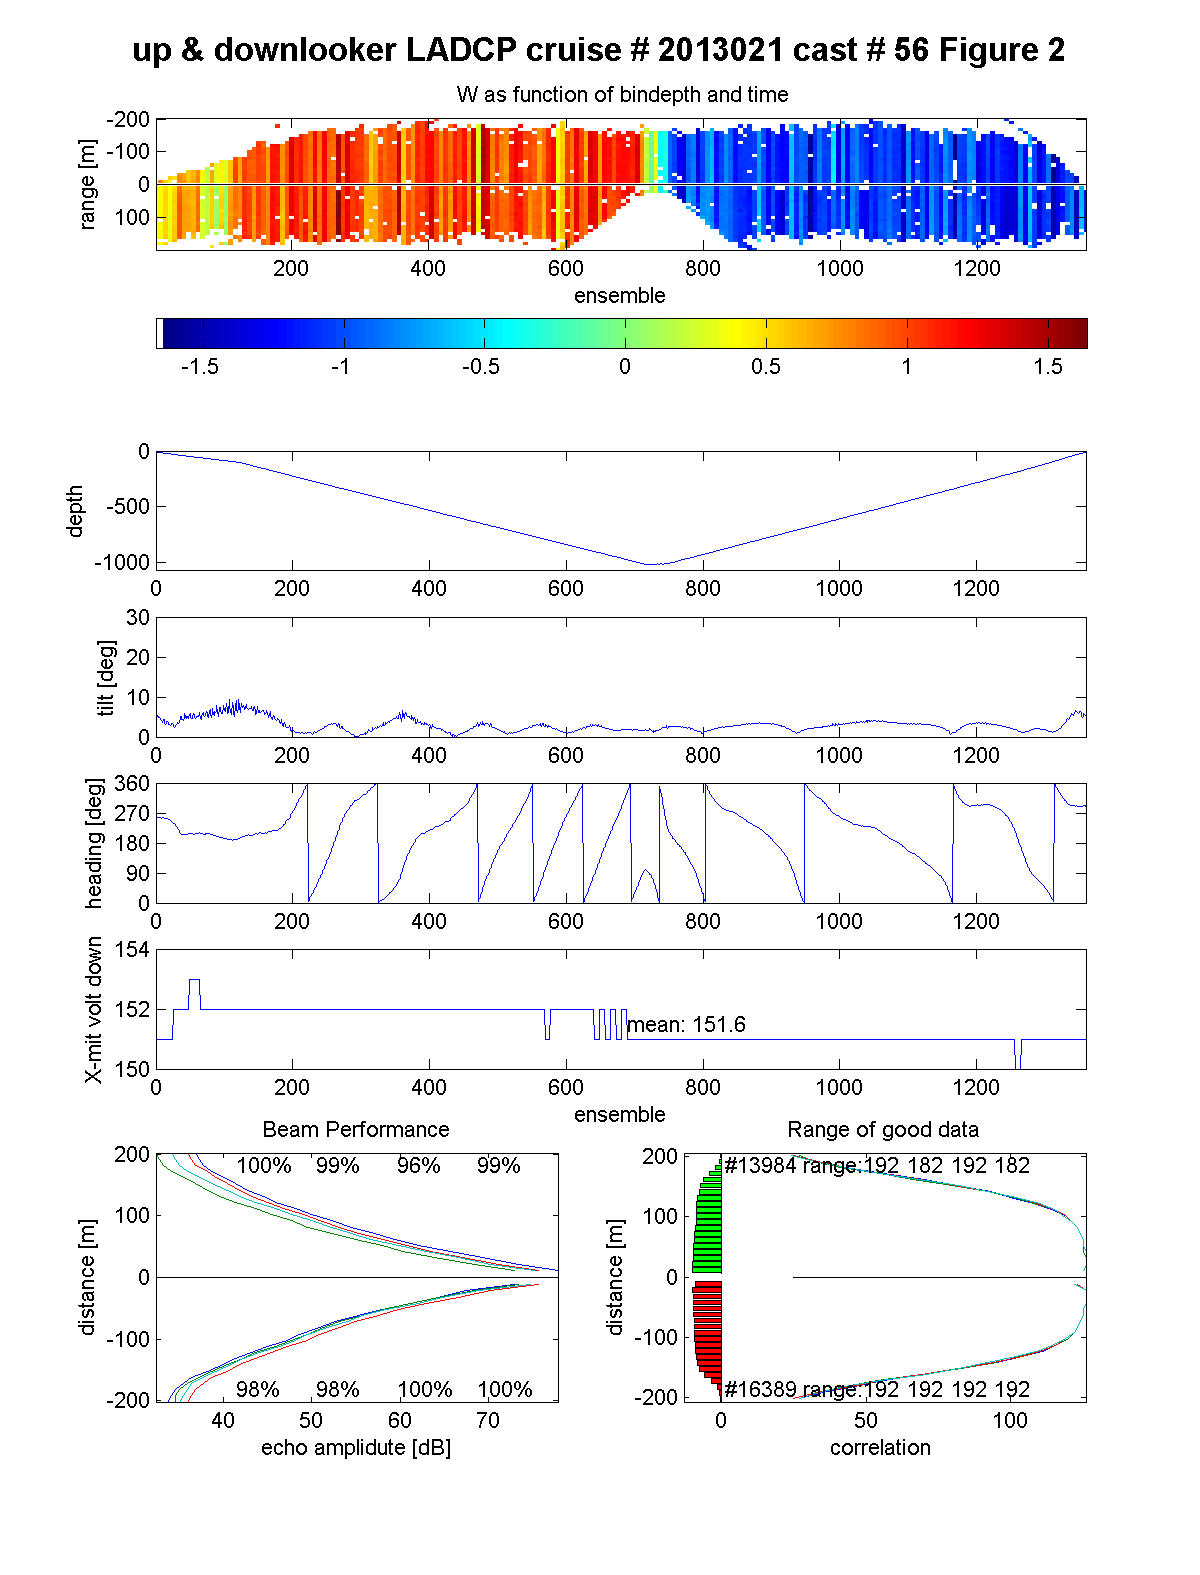 up & downlooker LADCP cruise # 2013021 cast # 56 Figure 2
W as function of bindepth and time
range [m]
-200
-100
0
100
200 400 600 800 1000 1200
ensemble
-1.5 -1 -0.5 0 0.5 1 1.5
depth
0
-500
-1000
0 200 400 600 800 1000 1200
tilt [deg]
30
20
10
0
0 200 400 600 800 1000 1200
heading [deg]
360
270
180
90
0
0 200 400 600 800 1000 1200
X-mit volt down
154
152
150
mean: 151.6
0 200 400 600 800 1000 1200
ensemble
Beam Performance
distance [m]
200
100
0
-100
-200
100% 99% 96% 99%
98% 98% 100% 100%
40 50 60 70
echo amplidute [dB]
Range of good data
distance [m]
200
100
0
-100
-200
#13984 range:192 182 192 182
#16389 range:192 192 192 192
0 50 100
correlation